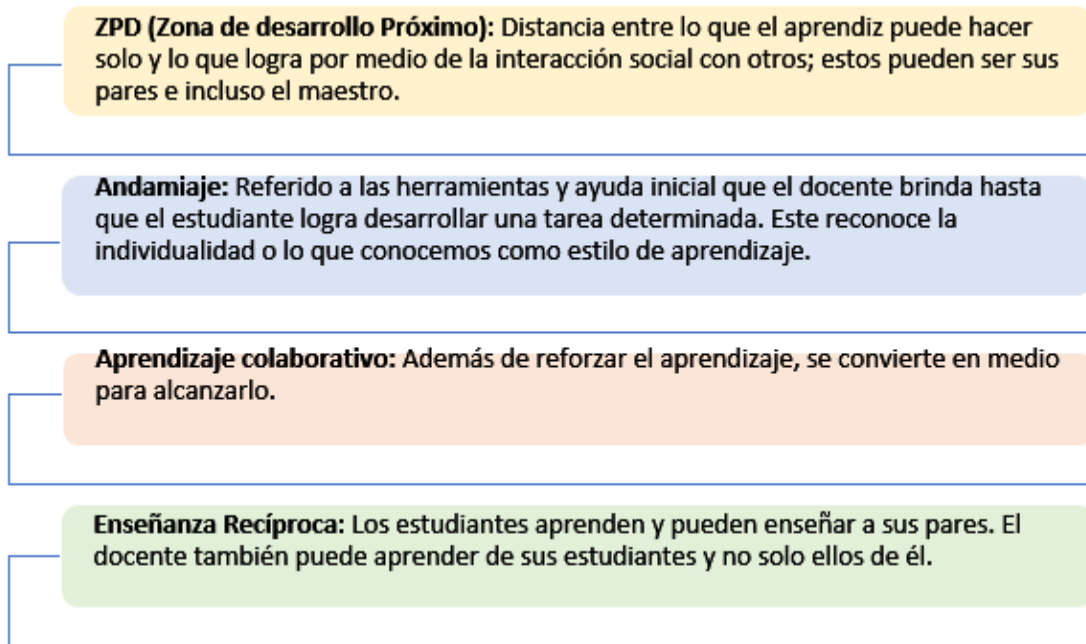 ZPD (Zona de desarrollo Próximo): Distancia entre lo que el aprendiz puede hacer
solo y lo que logra por medio de la interacción social con otros; estos pueden ser sus
pares e incluso el maestro.
Andamiaje: Referido a las herramientas y ayuda inicial que el docente brinda hasta
que el estudiante logra desarrollar una tarea determinada. Este reconoce la
individualidad o lo que conocemos como estilo de aprendizaje.
Aprendizaje colaborativo: Además de reforzar el aprendizaje, se convierte en medio
para alcanzarlo.
Enseñanza Recíproca: Los estudiantes aprenden y pueden enseñar a sus pares. El
docente también puede aprender de sus estudiantes y no solo ellos de él.